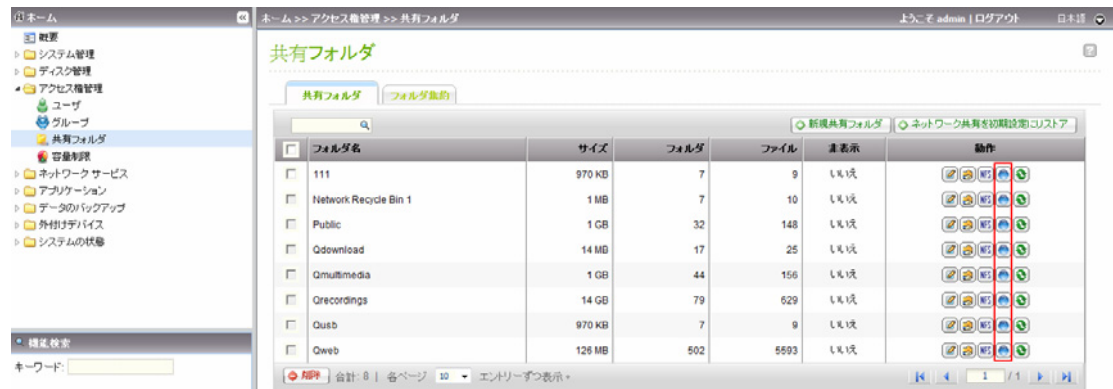 ホーム
ホーム >> アクセス権管理 >> 共有フォルダ
ようこそ admin | ログアウト
日本語
概要
システム管理
ディスク管理
アクセス権管理
ユーザ
グループ
共有フォルダ
容量制限
ネットワーク サービス
アプリケーション
データのバックアップ
外付けデバイス
システムの状態
機能検索
キーワード:
共有フォルダ
共有フォルダ フォルダ集約
新規共有フォルダ ネットワーク共有を初期設定にリストア
フォルダ名 サイズ フォルダ ファイル 非表示 動作
111 970 KB 7 9 いいえ NFS
Network Recycle Bin 1 1 MB 7 10 いいえ NFS
Public 1 GB 32 148 いいえ NFS
Qdownload 14 MB 17 25 いいえ NFS
Qmultimedia 1 GB 44 156 いいえ NFS
Qrecordings 14 GB 79 629 いいえ NFS
Qusb 970 KB 7 9 いいえ NFS
Qweb 126 MB 502 5593 いいえ NFS
削除 合計: 8 | 各ページ 10 エントリーずつ表示。 1 / 1